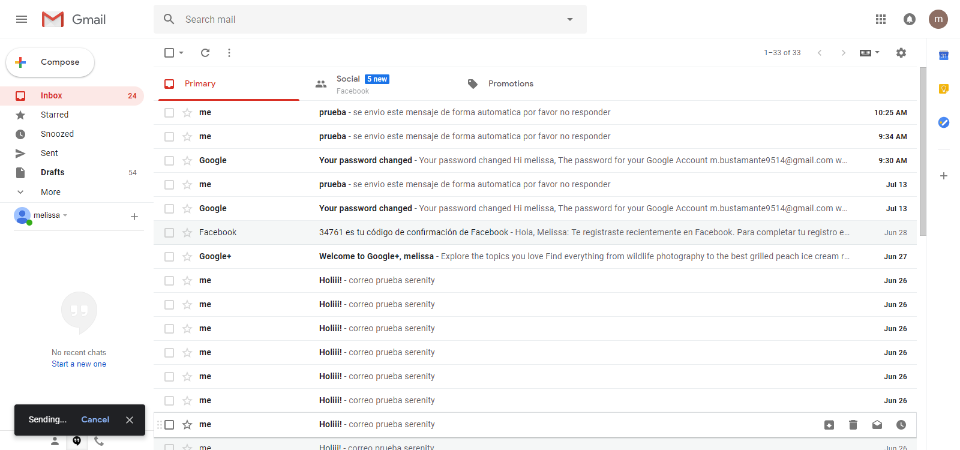 Gmail
Search mail
Compose
1–33 of 33
31
Primary
Social 5 new
Facebook
Promotions
Inbox 24
Starred
Snoozed
Sent
Drafts 54
More
melissa
No recent chats
Start a new one
Sending... Cancel
m
me prueba - se envio este mensaje de forma automatica por favor no responder 10:25 AM
me prueba - se envio este mensaje de forma automatica por favor no responder 9:34 AM
Google Your password changed - Your password changed Hi melissa, The password for your Google Account m.bustamante9514@gmail.com w... 9:30 AM
me prueba - se envio este mensaje de forma automatica por favor no responder Jul 13
Google Your password changed - Your password changed Hi melissa, The password for your Google Account m.bustamante9514@gmail.com w... Jul 13
Facebook 34761 es tu código de confirmación de Facebook - Hola, Melissa: Te registraste recientemente en Facebook. Para completar tu registro e... Jun 28
Google+ Welcome to Google+, melissa - Explore the topics you love Find everything from wildlife photography to the best grilled peach ice cream r... Jun 27
me Holiii! - correo prueba serenity Jun 26
me Holiii! - correo prueba serenity Jun 26
me Holiii! - correo prueba serenity Jun 26
me Holiii! - correo prueba serenity Jun 26
me Holiii! - correo prueba serenity Jun 26
me Holiii! - correo prueba serenity Jun 26
me Holiii! - correo prueba serenity
me Holiii! - correo prueba serenity Jun 26